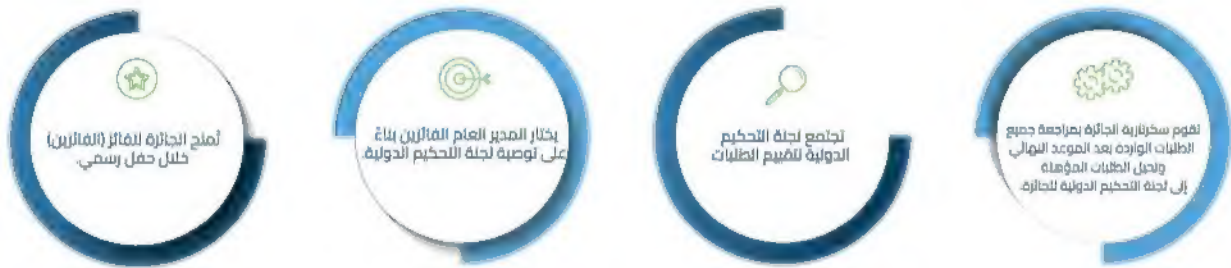 تقوم سكرتارية الجائزة بمراجعة جميع
الطلبات الواردة بعد الموعد النهائي
وتحيل الطلبات المؤهلة
إلى لجنة التحكيم الدولية للجائزة.
تجتمع لجنة التحكيم
الدولية لتقييم الطلبات
يختار المدير العام الفائزين بناءً
على توصية لجنة التحكيم الدولية.
تُمنح الجائزة للفائز (الفائزين)
خلال حفل رسمي.